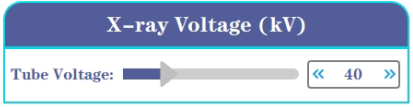 X-ray Voltage (kV)
Tube Voltage: « 40 »